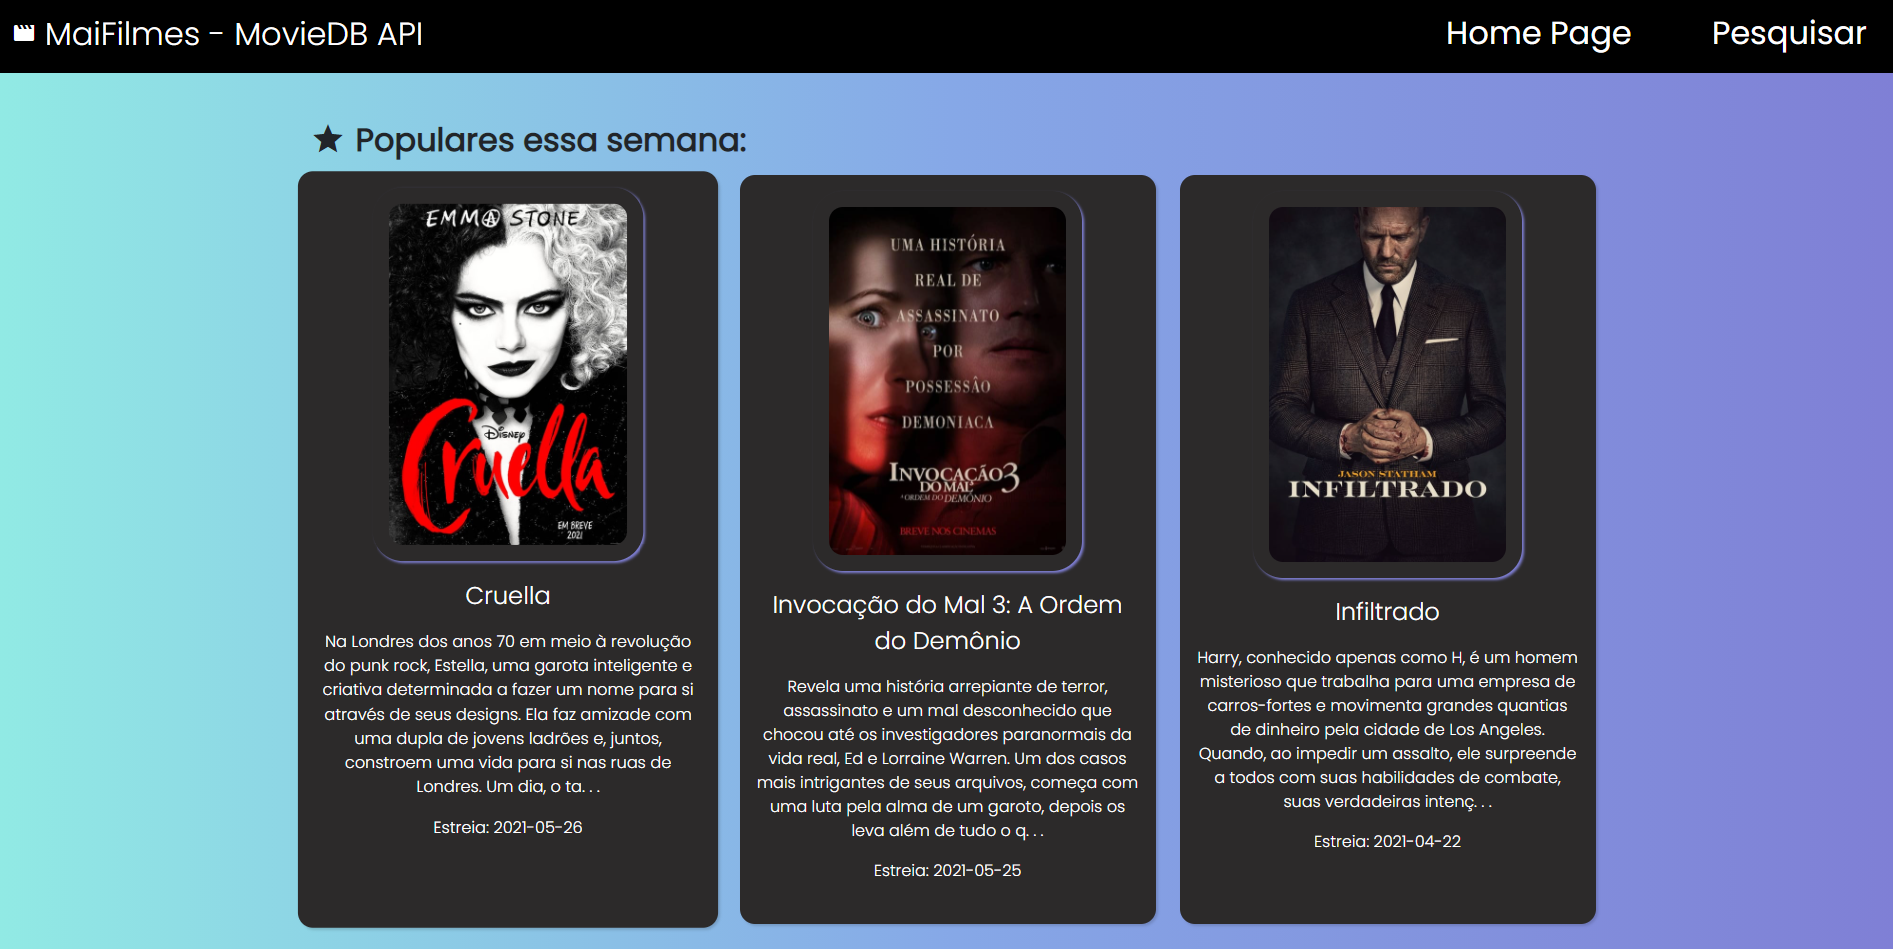 MaiFilmes - MovieDB API
Home Page
Pesquisar
Populares essa semana:
EMMA STONE
DISNEY
Cruella
EM BREVE
2021
Cruella
Na Londres dos anos 70 em meio à revolução
do punk rock, Estella, uma garota inteligente e
criativa determinada a fazer um nome para si
através de seus designs. Ela faz amizade com
uma dupla de jovens ladrões e, juntos,
constroem uma vida para si nas ruas de
Londres. Um dia, o ta. . .
Estreia: 2021-05-26
UMA HISTÓRIA
REAL DE
ASSASSINATO
POR
POSSESSÃO
DEMONIACA
INVOCAÇÃO 3
DO MAL
A ORDEM DO DEMÔNIO
BREVE NOS CINEMAS
Invocação do Mal 3: A Ordem
do Demônio
Revela uma história arrepiante de terror,
assassinato e um mal desconhecido que
chocou até os investigadores paranormais da
vida real, Ed e Lorraine Warren. Um dos casos
mais intrigantes de seus arquivos, começa com
uma luta pela alma de um garoto, depois os
leva além de tudo o q. . .
Estreia: 2021-05-25
JASON STATHAM
INFILTRADO
Infiltrado
Harry, conhecido apenas como H, é um homem
misterioso que trabalha para uma empresa de
carros-fortes e movimenta grandes quantias
de dinheiro pela cidade de Los Angeles.
Quando, ao impedir um assalto, ele surpreende
a todos com suas habilidades de combate,
suas verdadeiras intenç. . .
Estreia: 2021-04-22